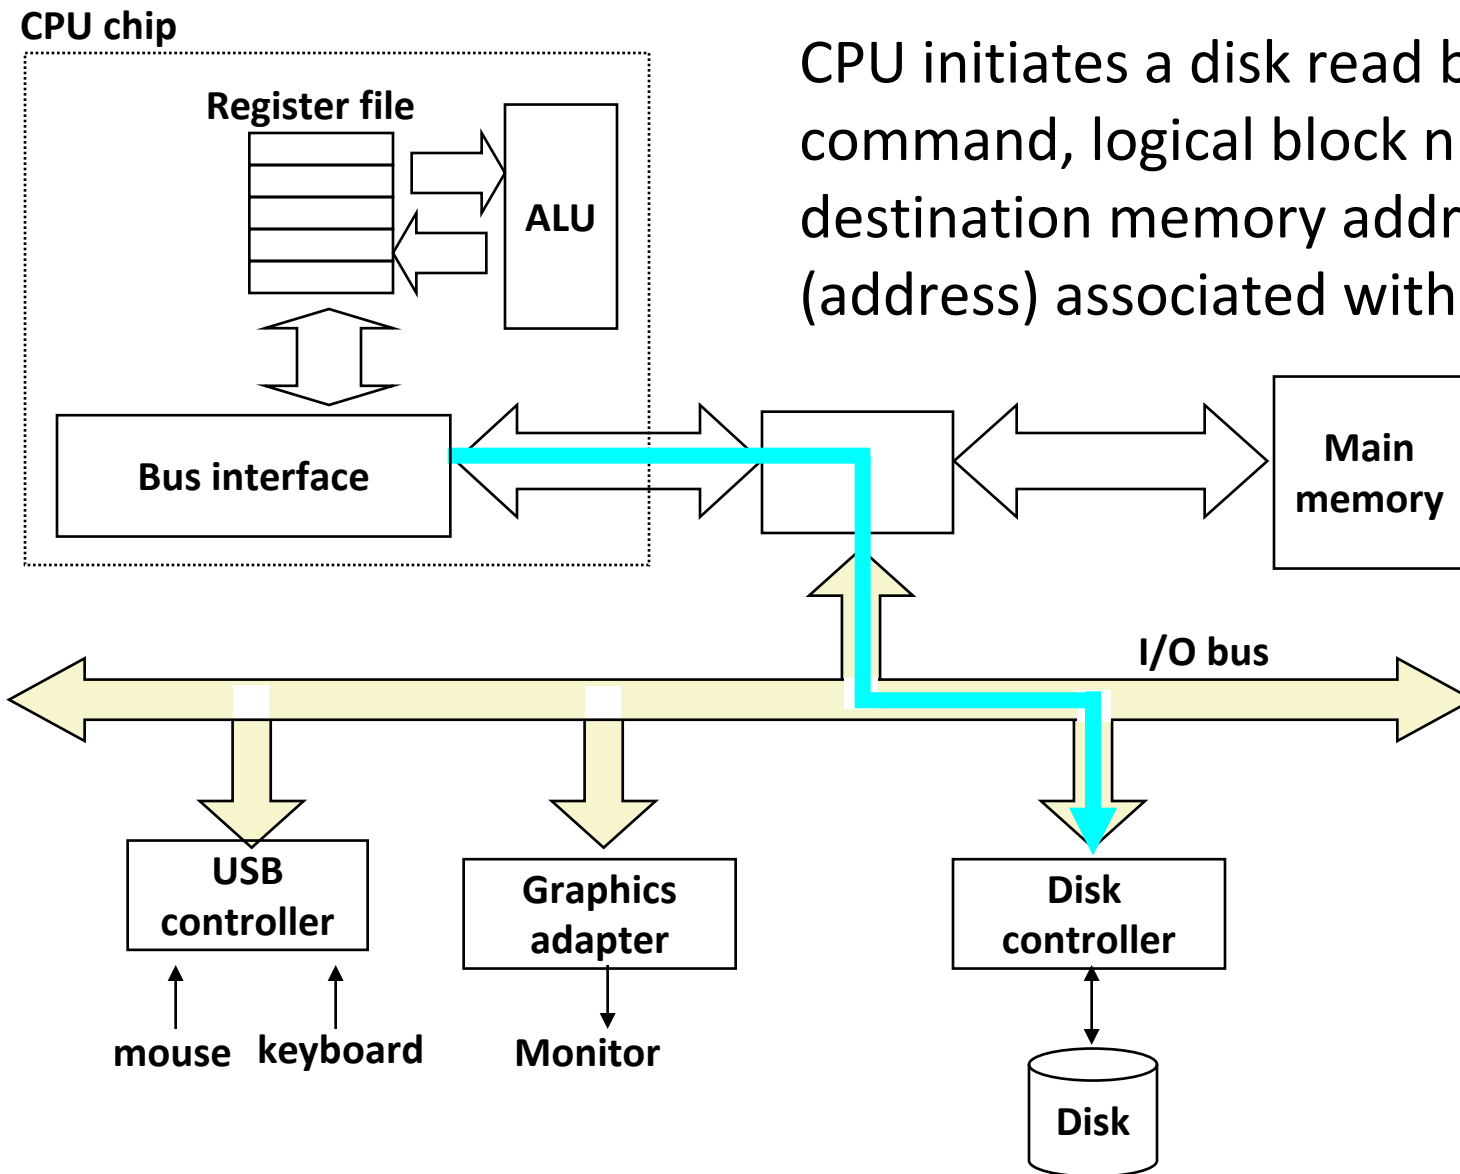 CPU chip
CPU initiates a disk read
command, logical block
destination memory
(address) associated with
Register file
ALU
Bus interface
Main
memory
I/O bus
USB
controller
Graphics
adapter
Disk
controller
mouse
keyboard
Monitor
Disk